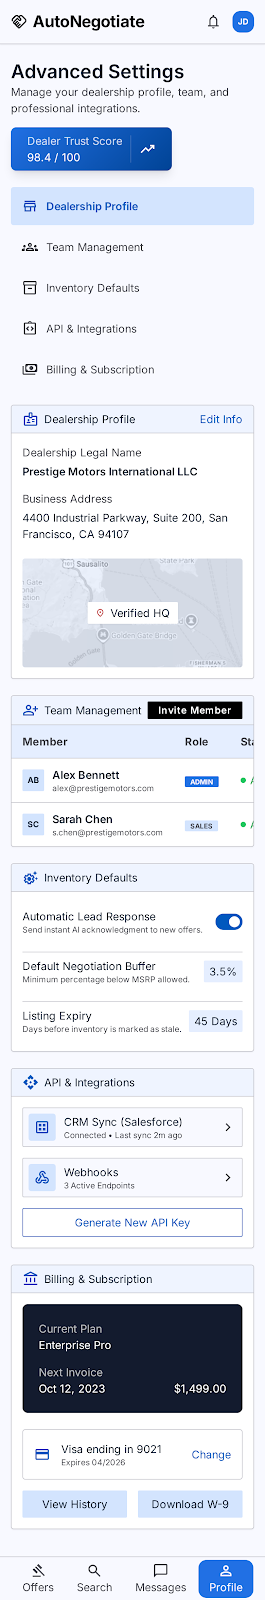 AutoNegotiate
JD
Advanced Settings
Manage your dealership profile, team, and
professional integrations.
Dealer Trust Score
98.4 / 100
Dealership Profile
Team Management
Inventory Defaults
API & Integrations
Billing & Subscription
Dealership Profile
Edit Info
Dealership Legal Name
Prestige Motors International LLC
Business Address
4400 Industrial Parkway, Suite 200, San
Francisco, CA 94107
Sausalito
State Park
Verified HQ
Golden Gate Bridge
FISHERMAN'S
Team Management
Invite Member
Member Role Sta
AB
Alex Bennett
alex@prestigemotors.com
ADMIN
A
SC
Sarah Chen
s.chen@prestigemotors.com
SALES
A
Inventory Defaults
Automatic Lead Response
Send instant AI acknowledgment to new offers.
Default Negotiation Buffer
Minimum percentage below MSRP allowed.
3.5%
Listing Expiry
Days before inventory is marked as stale.
45 Days
API & Integrations
CRM Sync (Salesforce)
Connected • Last sync 2m ago
Webhooks
3 Active Endpoints
Generate New API Key
Billing & Subscription
Current Plan
Enterprise Pro
Next Invoice
Oct 12, 2023 $1,499.00
Visa ending in 9021
Expires 04/2026
Change
View History
Download W-9
Offers
Search
Messages
Profile